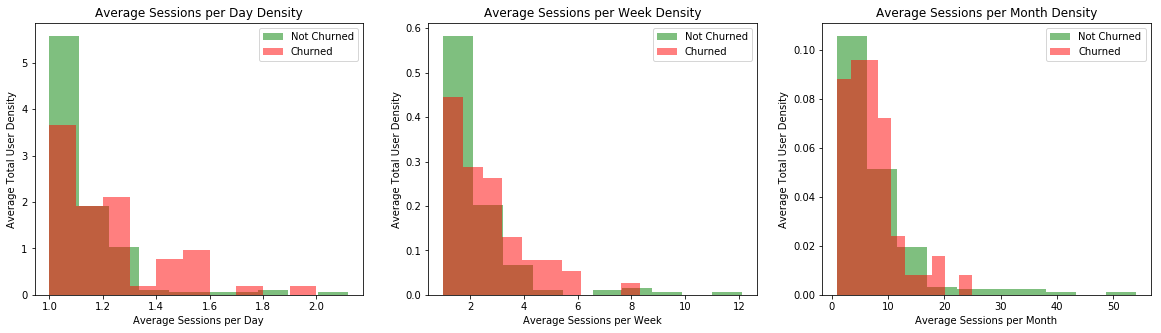 Average Sessions per Day Density
Not Churned
Churned
Average Total User Density
5
4
3
2
1
0
1.0
1.2
1.4
1.6
1.8
2.0
Average Sessions per Day
Average Sessions per Week Density
Not Churned
Churned
Average Total User Density
0.6
0.5
0.4
0.3
0.2
0.1
0.0
2
4
6
8
10
12
Average Sessions per Week
Average Sessions per Month Density
Not Churned
Churned
Average Total User Density
0.10
0.08
0.06
0.04
0.02
0.00
0
10
20
30
40
50
Average Sessions per Month